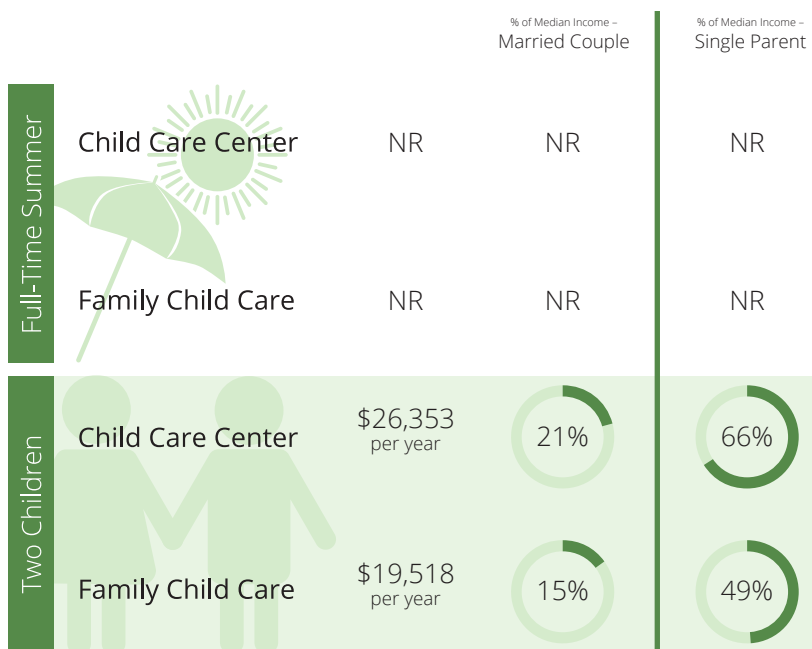 % of Median Income –
Married Couple
% of Median Income –
Single Parent
Full-Time Summer
Child Care Center
NR
NR
NR
Family Child Care
NR
NR
NR
Two Children
Child Care Center
$26,353
per year
21%
66%
Family Child Care
$19,518
per year
15%
49%